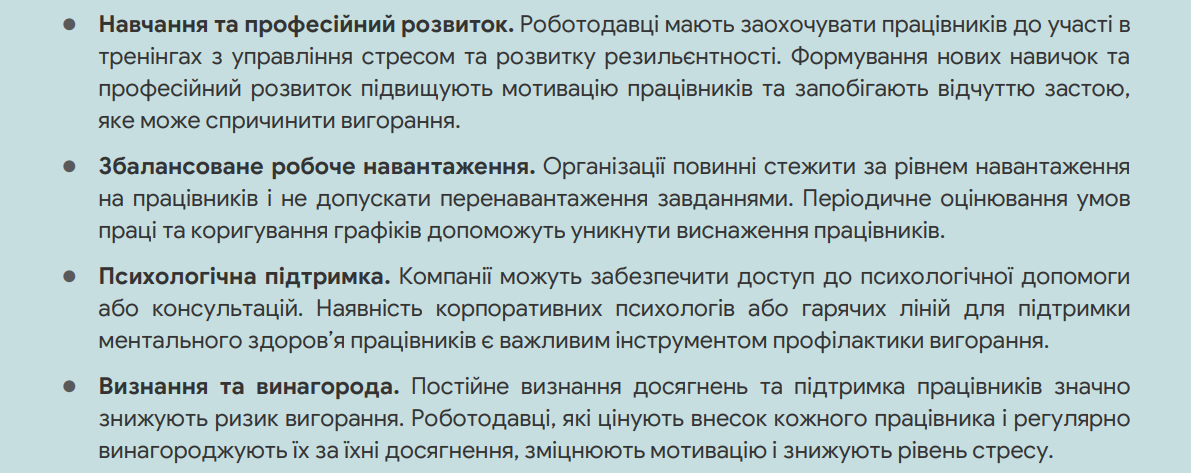 ● Навчання та професійний розвиток. Роботодавці мають заохочувати працівників до участі в
тренінгах з управління стресом та розвитку резильєнтності. Формування нових навичок та
професійний розвиток підвищують мотивацію працівників та запобігають відчуттю застою,
яке може спричинити вигорання.
● Збалансоване робоче навантаження. Організації повинні стежити за рівнем навантаження
на працівників і не допускати перенавантаження завданнями. Періодичне оцінювання умов
праці та коригування графіків допоможуть уникнути виснаження працівників.
● Психологічна підтримка. Компанії можуть забезпечити доступ до психологічної допомоги
або консультацій. Наявність корпоративних психологів або гарячих ліній для підтримки
ментального здоров’я працівників є важливим інструментом профілактики вигорання.
● Визнання та винагорода. Постійне визнання досягнень та підтримка працівників значно
знижують ризик вигорання. Роботодавці, які цінують внесок кожного працівника і регулярно
винагороджують їх за їхні досягнення, зміцнюють мотивацію і знижують рівень стресу.